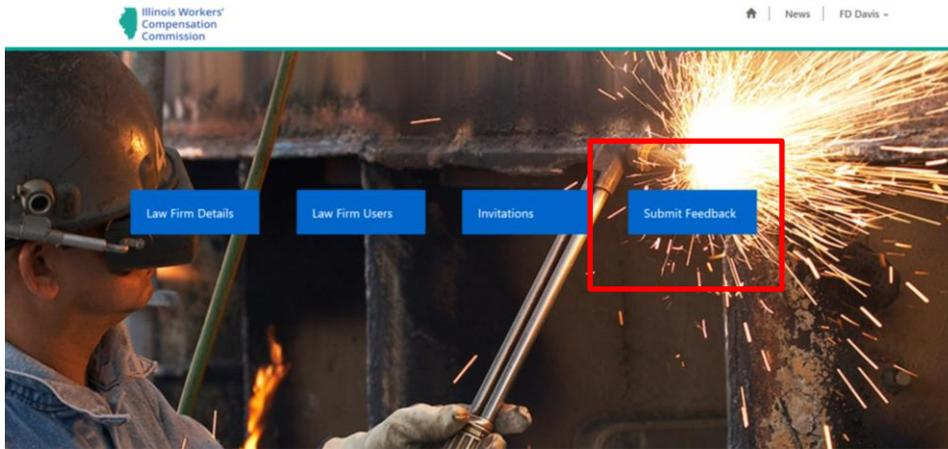 Illinois Workers'
Compensation
Commission
News
FD Davis
Law Firm Details
Law Firm Users
Invitations
Submit Feedback